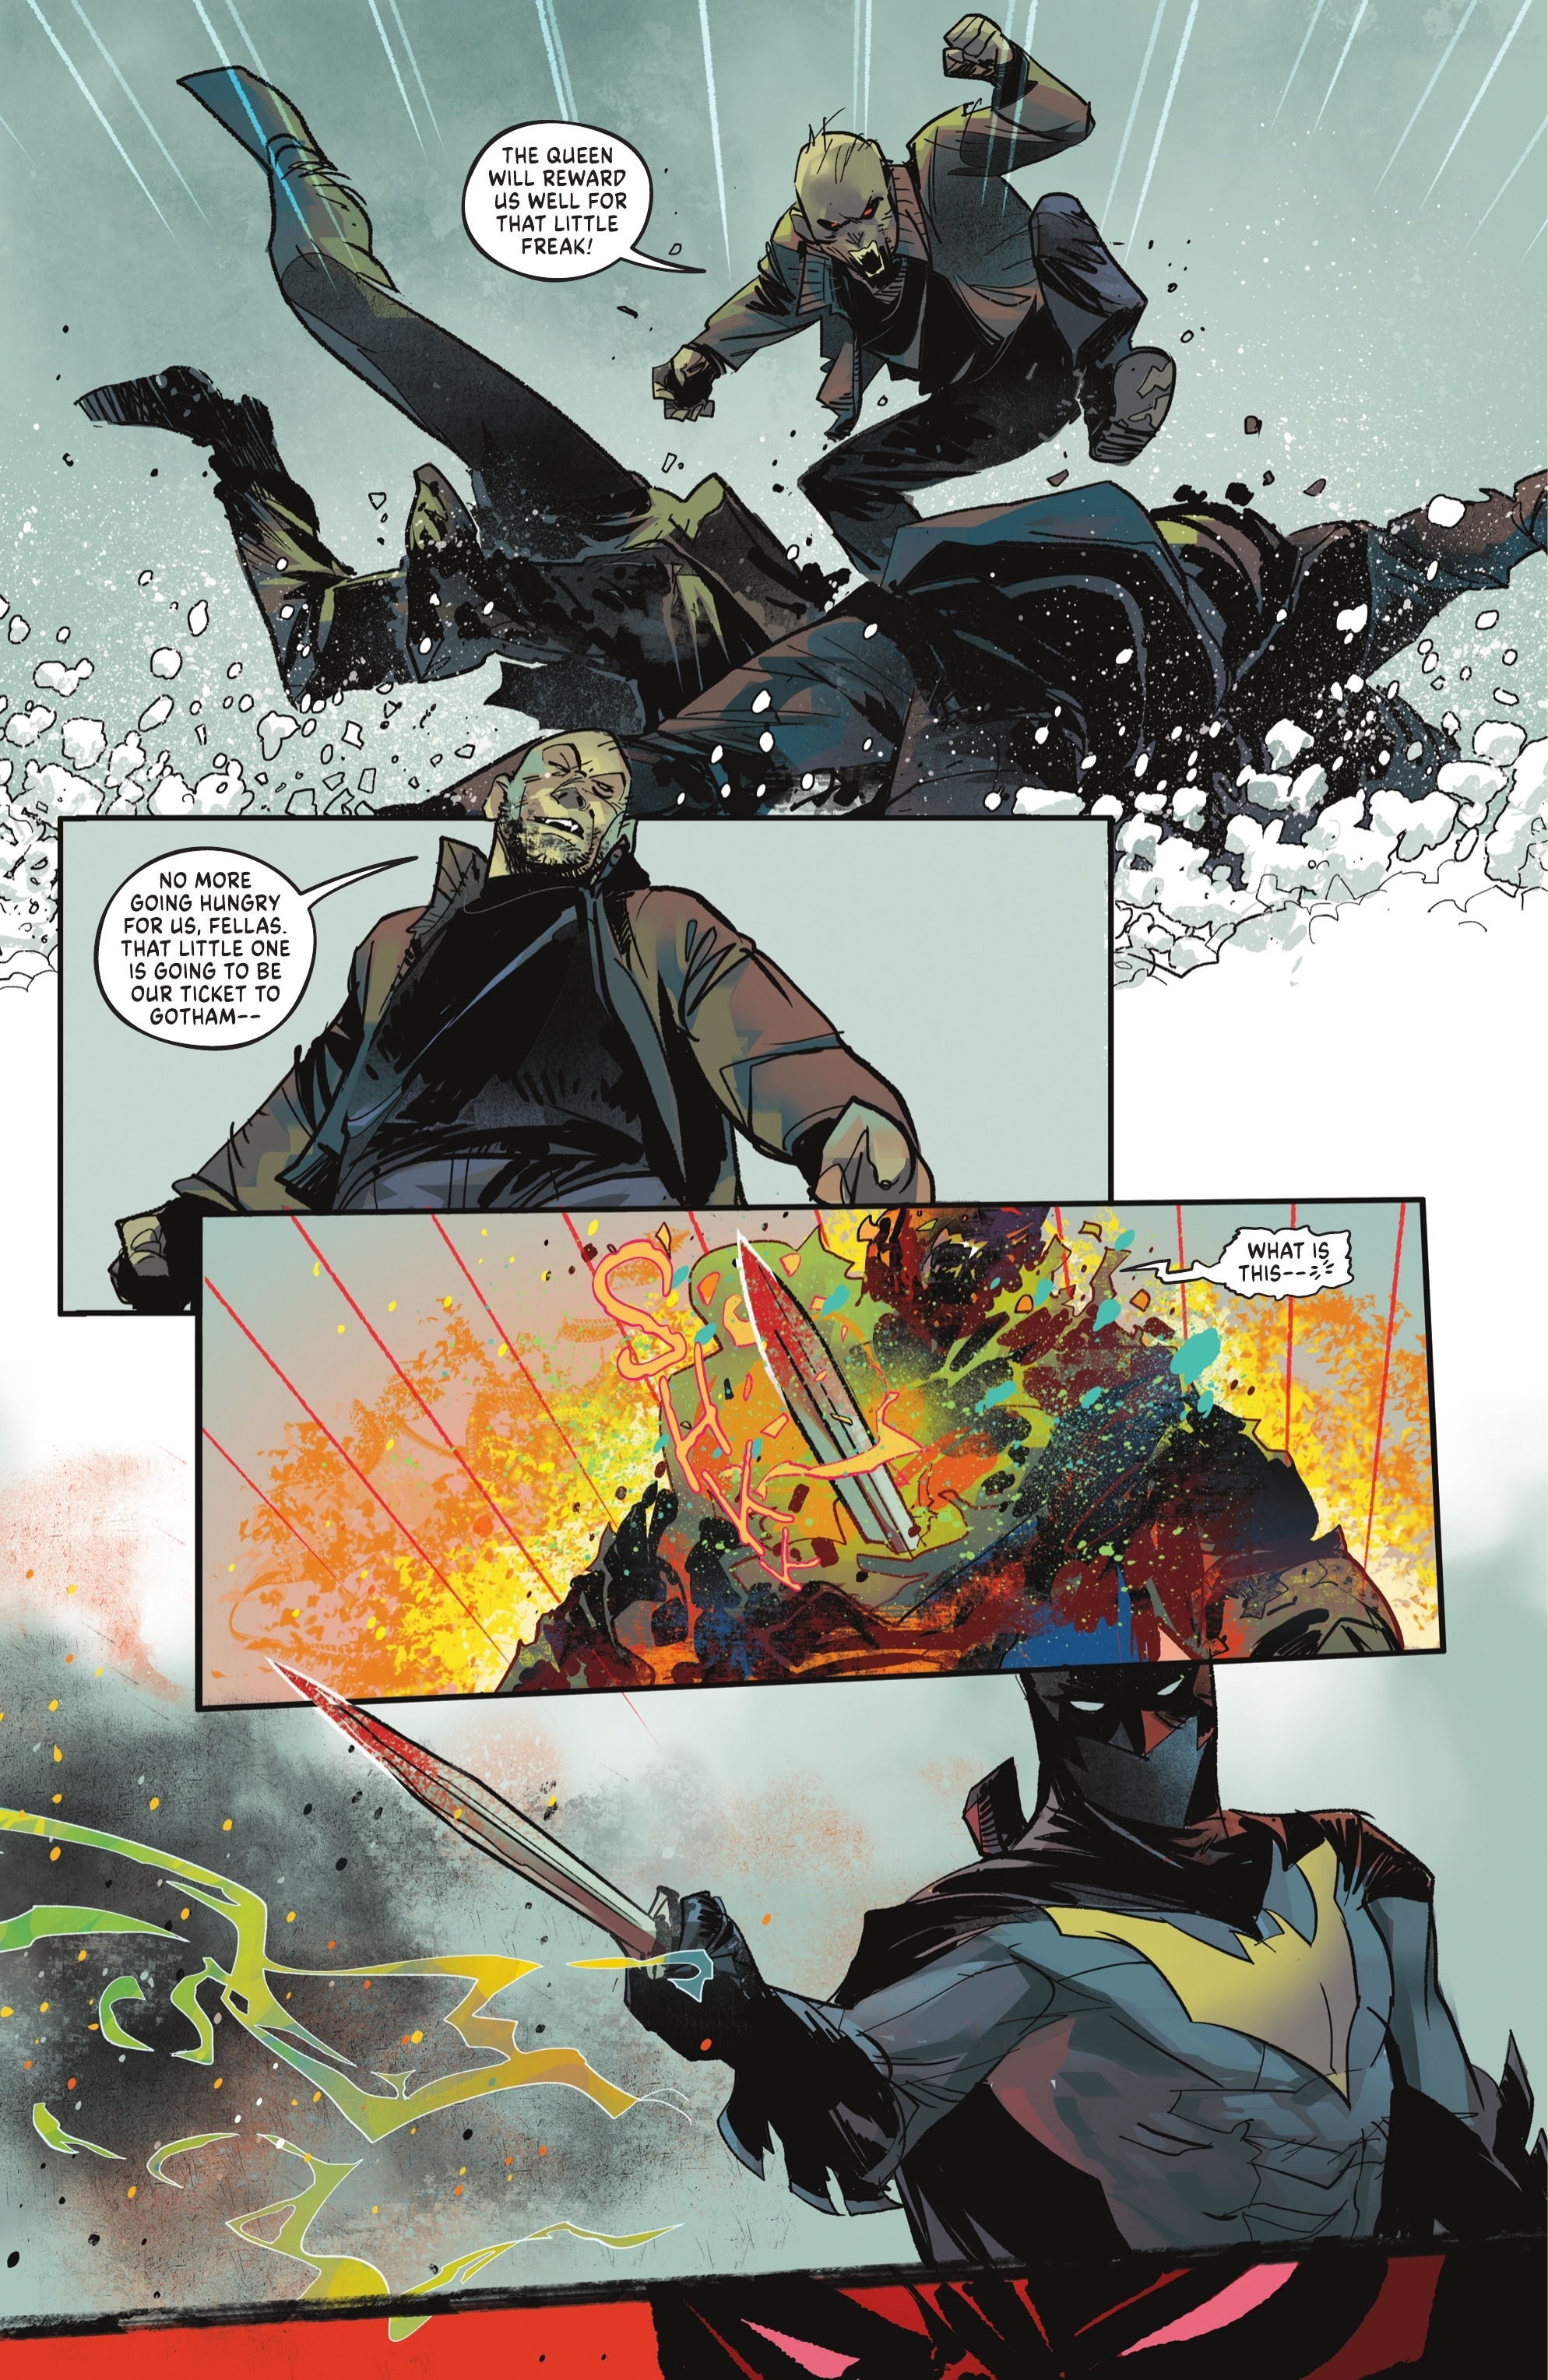 THE QUEEN
WILL REWARD
US WELL FOR
THAT LITTLE
FREAK!
NO MORE
GOING HUNGRY
FOR US, FELLAS.
THAT LITTLE ONE
IS GOING TO BE
OUR TICKET TO
GOTHAM--
SHKK
WHAT IS
THIS--